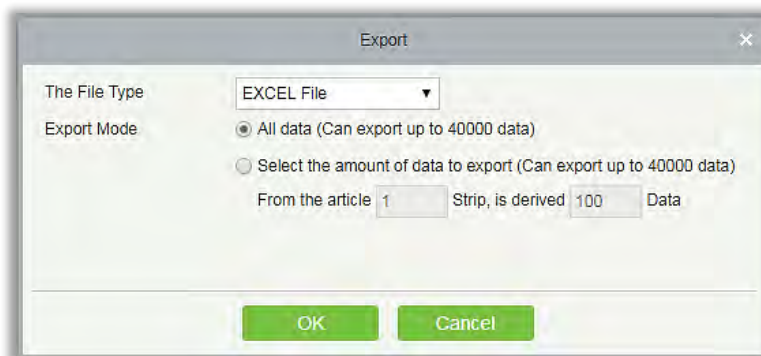 Export
The File Type EXCEL File
Export Mode All data (Can export up to 40000 data)
Select the amount of data to export (Can export up to 40000 data)
From the article 1 Strip, is derived 100 Data
OK Cancel